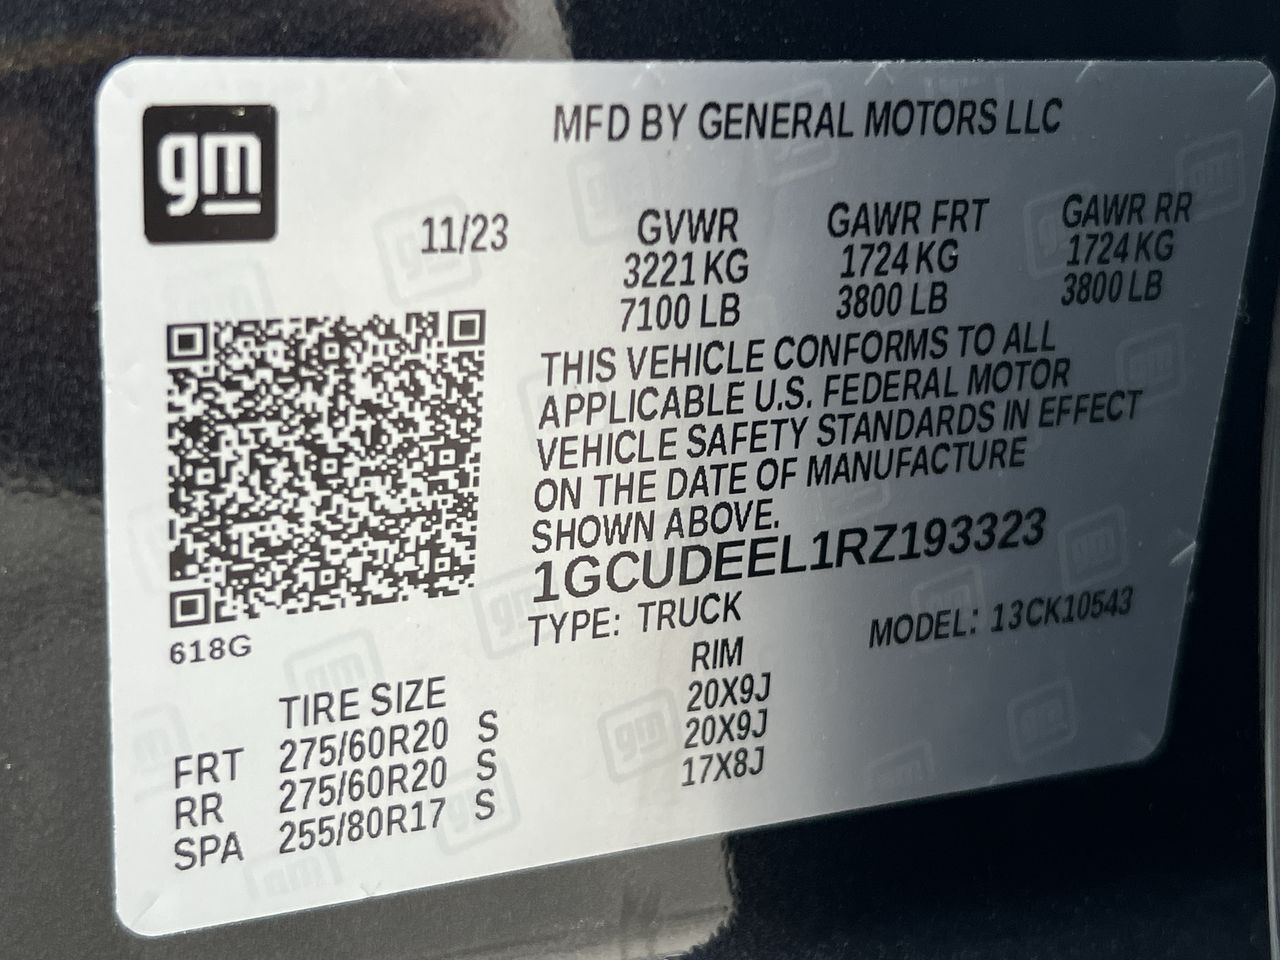 gm
MFD BY GENERAL MOTORS LLC
11/23
GVWR GAWR FRT GAWR RR
3221 KG 1724 KG 1724 KG
7100 LB 3800 LB 3800 LB
THIS VEHICLE CONFORMS TO ALL
APPLICABLE U.S. FEDERAL MOTOR
VEHICLE SAFETY STANDARDS IN EFFECT
ON THE DATE OF MANUFACTURE
SHOWN ABOVE.
1GCUDEEL1RZ193323
TYPE: TRUCK MODEL: 13CK10543
618G
TIRE SIZE RIM
FRT 275/60R20 S 20X9J
RR 275/60R20 S 20X9J
SPA 255/80R17 S 17X8J